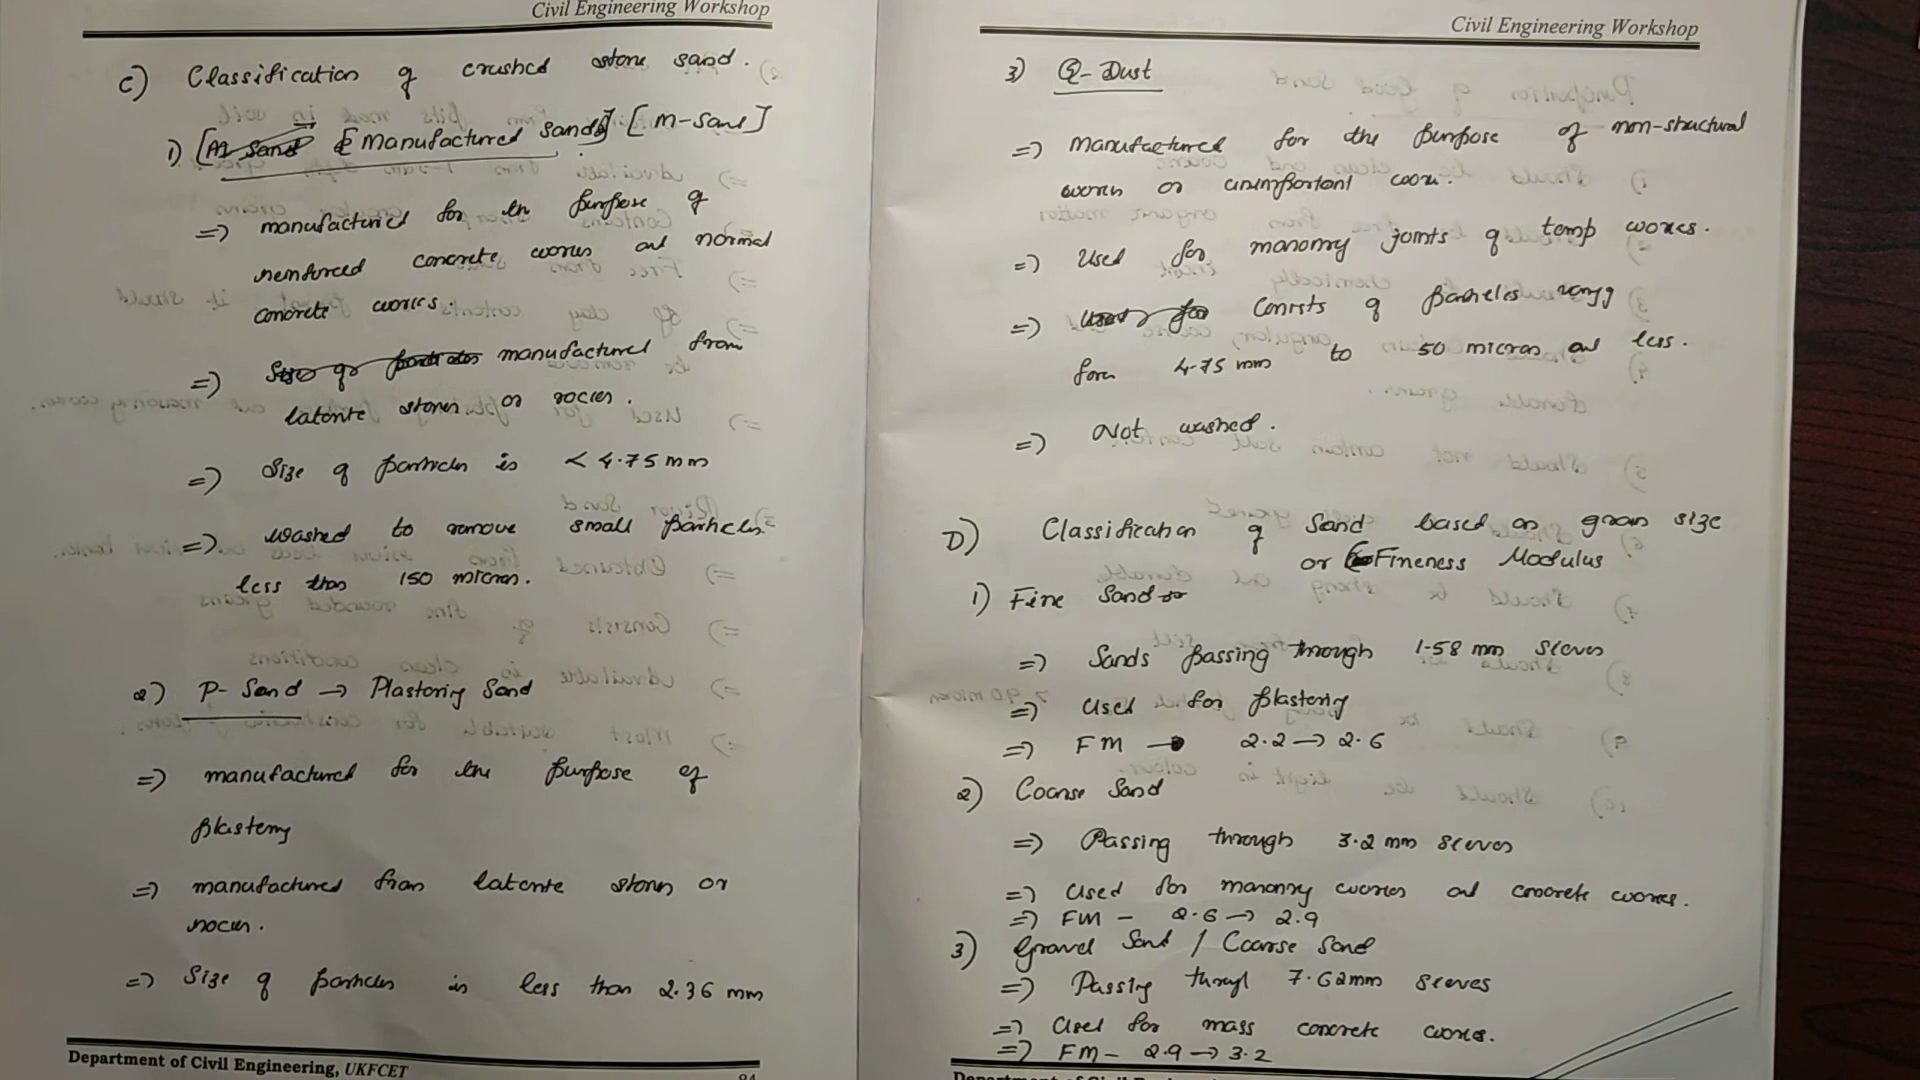 Civil Engineering Workshop
C) Classification of crushed stone sand.
1) [Manufactured Sand] [M-Sand]
=> manufactured for the purpose of
reinforced concrete works and normal
concrete works.
=> manufactured from
laterite stones or rocks.
=> Size of particles is < 4.75 mm
=> washed to remove small particles
less than 150 micron.
2) P-Sand → Plastering Sand
=> manufactured for the purpose of
plastering
=> manufactured from laterite stones or
rocks.
=> Size of particles is less than 2.36 mm
Department of Civil Engineering, UKFCET
Civil Engineering Workshop
3) Q-Dust
=> Manufactured for the purpose of non-structural
works or unimportant work.
=> Used for masonry joints of temp works.
=> Consists of particles
from 4.75 mm to 50 micron and less.
=> Not washed.
D) Classification of Sand based on grain size
or Fineness Modulus
1) Fine Sand
=> Sands passing through 1.58 mm sieves
=> Used for plastering
=> FM → 2.2 → 2.6
2) Coarse Sand
=> Passing through 3.2 mm sieves
=> Used for masonry works and concrete works.
=> FM - 2.6 → 2.9
3) Gravel Sand / Coarse Sand
=> Passing through 7.62mm sieves
=> Used for mass concrete works.
=> FM - 2.9 → 3.2